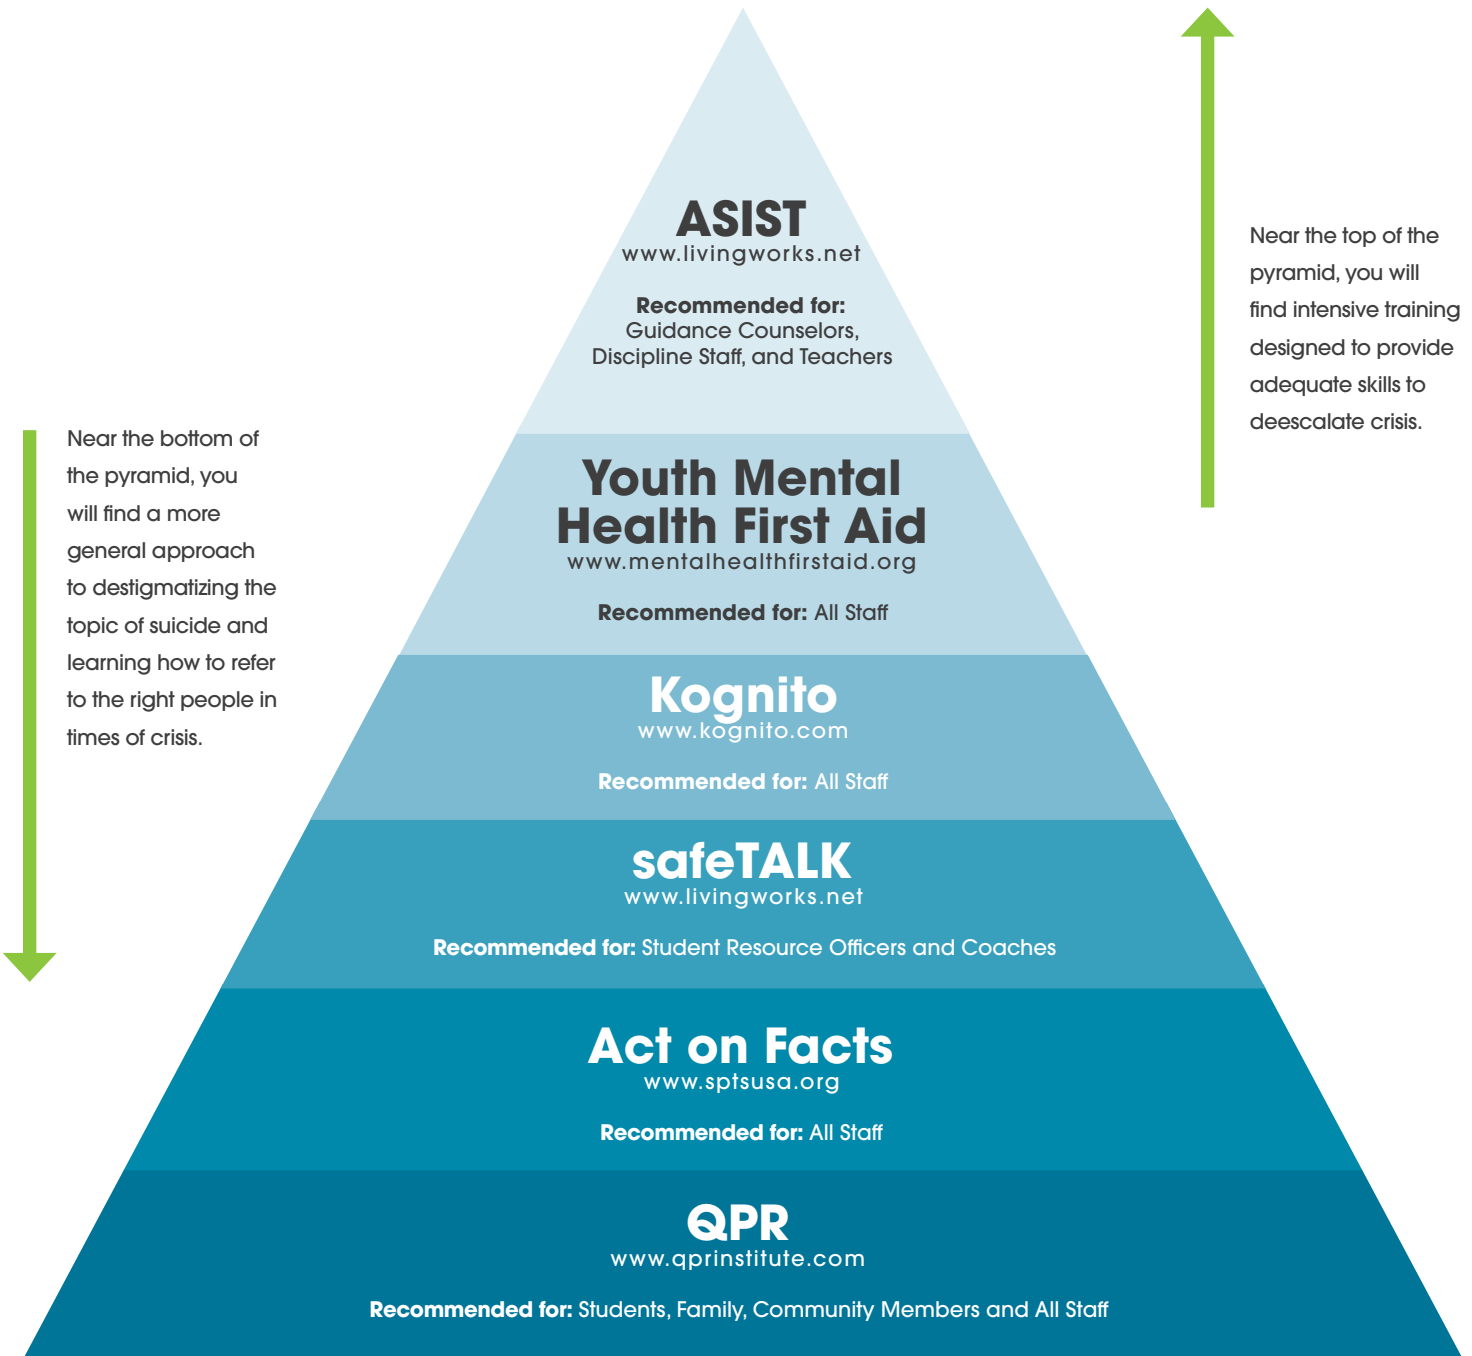 ASIST
www.livingworks.net
Recommended for:
Guidance Counselors,
Discipline Staff, and Teachers
Near the top of the
pyramid, you will
find intensive training
designed to provide
adequate skills to
deescalate crisis.
Near the bottom of
the pyramid, you
will find a more
general approach
to destigmatizing the
topic of suicide and
learning how to refer
to the right people in
times of crisis.
Youth Mental
Health First Aid
www.mentalhealthfirstaid.org
Recommended for: All Staff
Kognito
www.kognito.com
Recommended for: All Staff
safeTALK
www.livingworks.net
Recommended for: Student Resource Officers and Coaches
Act on Facts
www.sptsusa.org
Recommended for: All Staff
QPR
www.qprinstitute.com
Recommended for: Students, Family, Community Members and All Staff